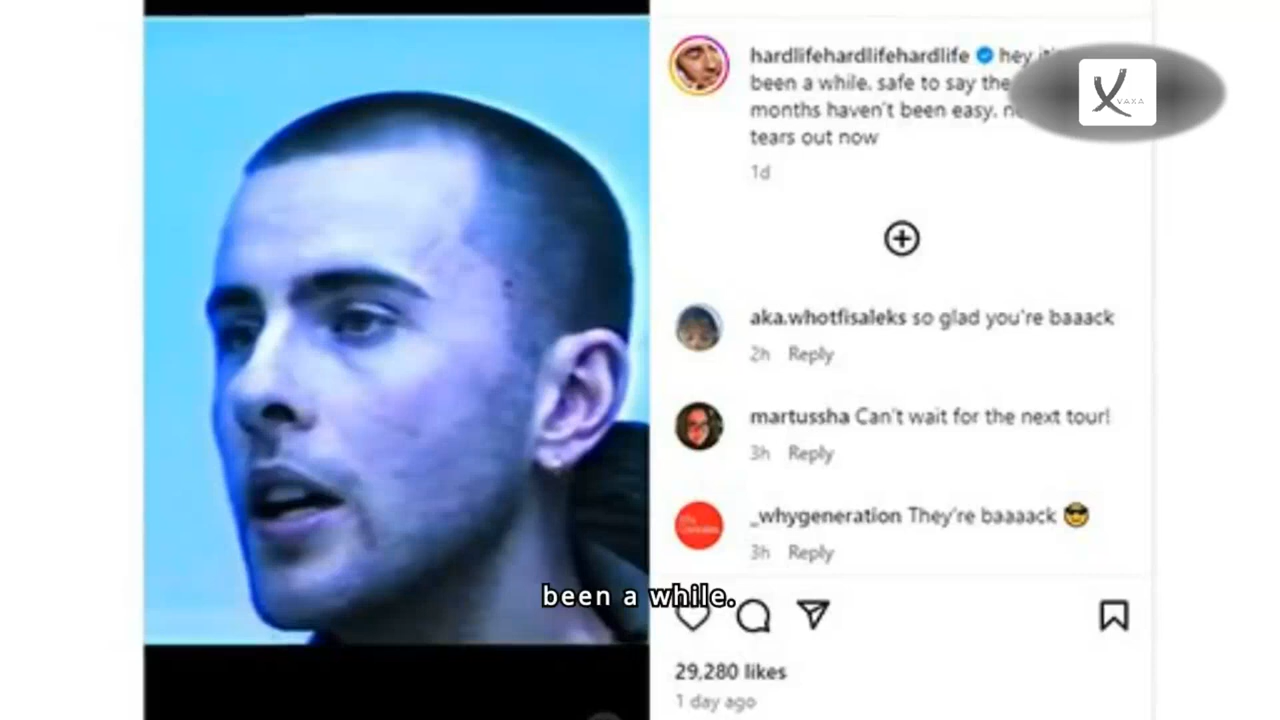 hardlifehardlifehardlife hey it's
been a while. safe to say the
months haven't been easy.
tears out now
1d
VAXA
aka.whotfisaleks so glad you're baaack
2h Reply
martussha Can't wait for the next tour!
3h Reply
_whygeneration They're baaaack 😎
3h Reply
been a while.
29,280 likes
1 day ago